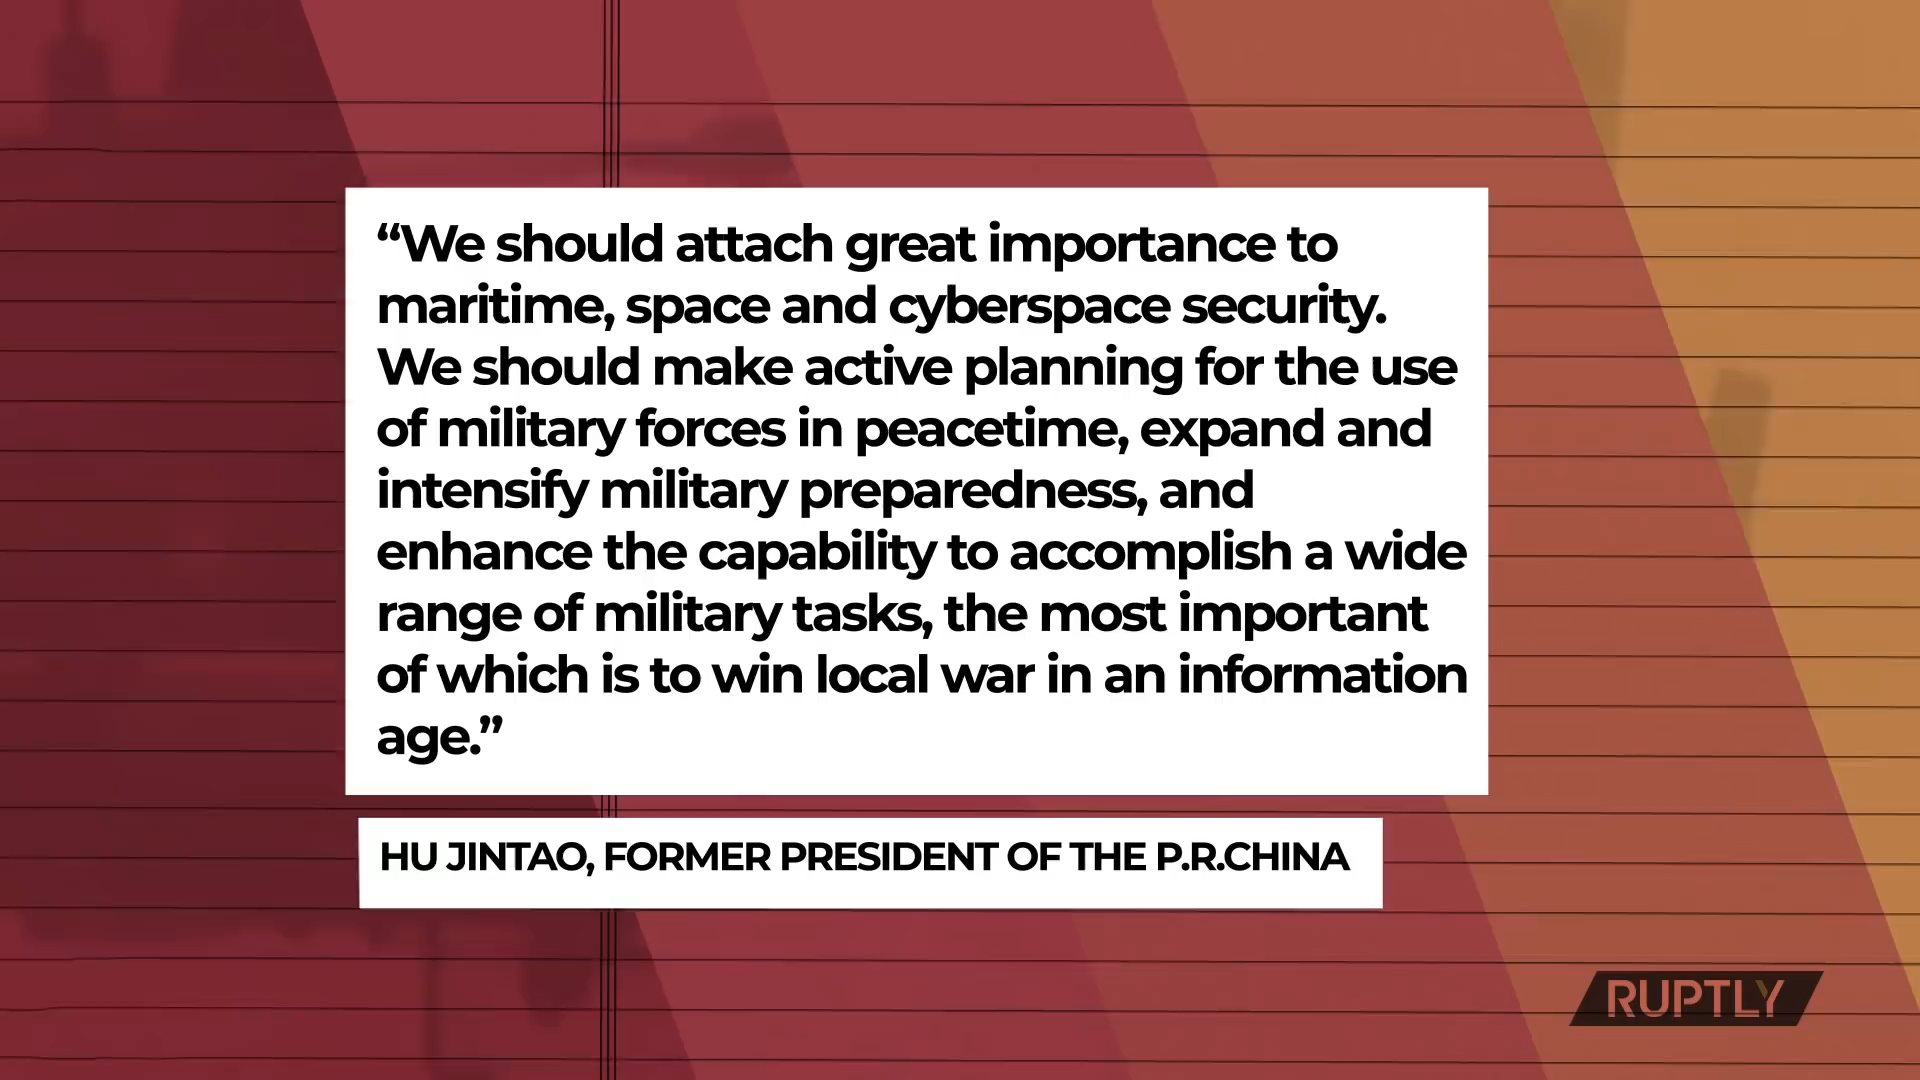 “We should attach great importance to
maritime, space and cyberspace security.
We should make active planning for the use
of military forces in peacetime, expand and
intensify military preparedness, and
enhance the capability to accomplish a wide
range of military tasks, the most important
of which is to win local war in an information
age.”
HU JINTAO, FORMER PRESIDENT OF THE P.R.CHINA
RUPTLY